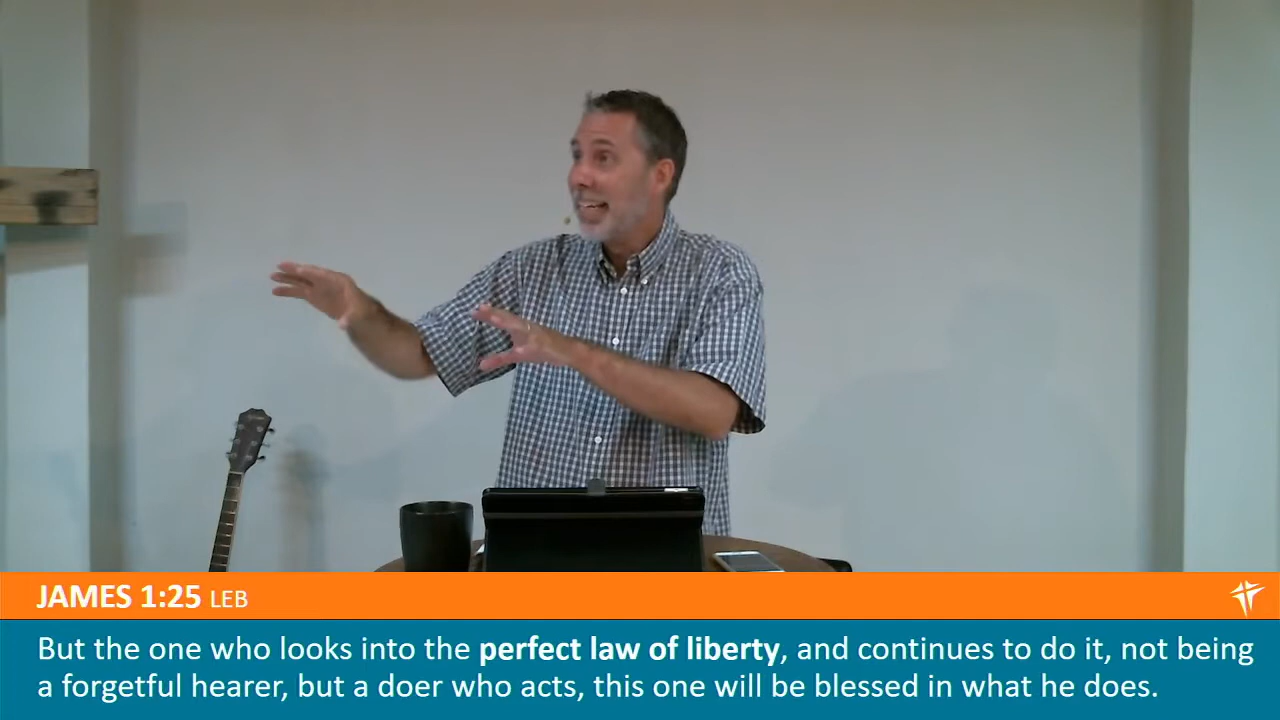 JAMES 1:25 LEB
But the one who looks into the perfect law of liberty, and continues to do it, not being
a forgetful hearer, but a doer who acts, this one will be blessed in what he does.